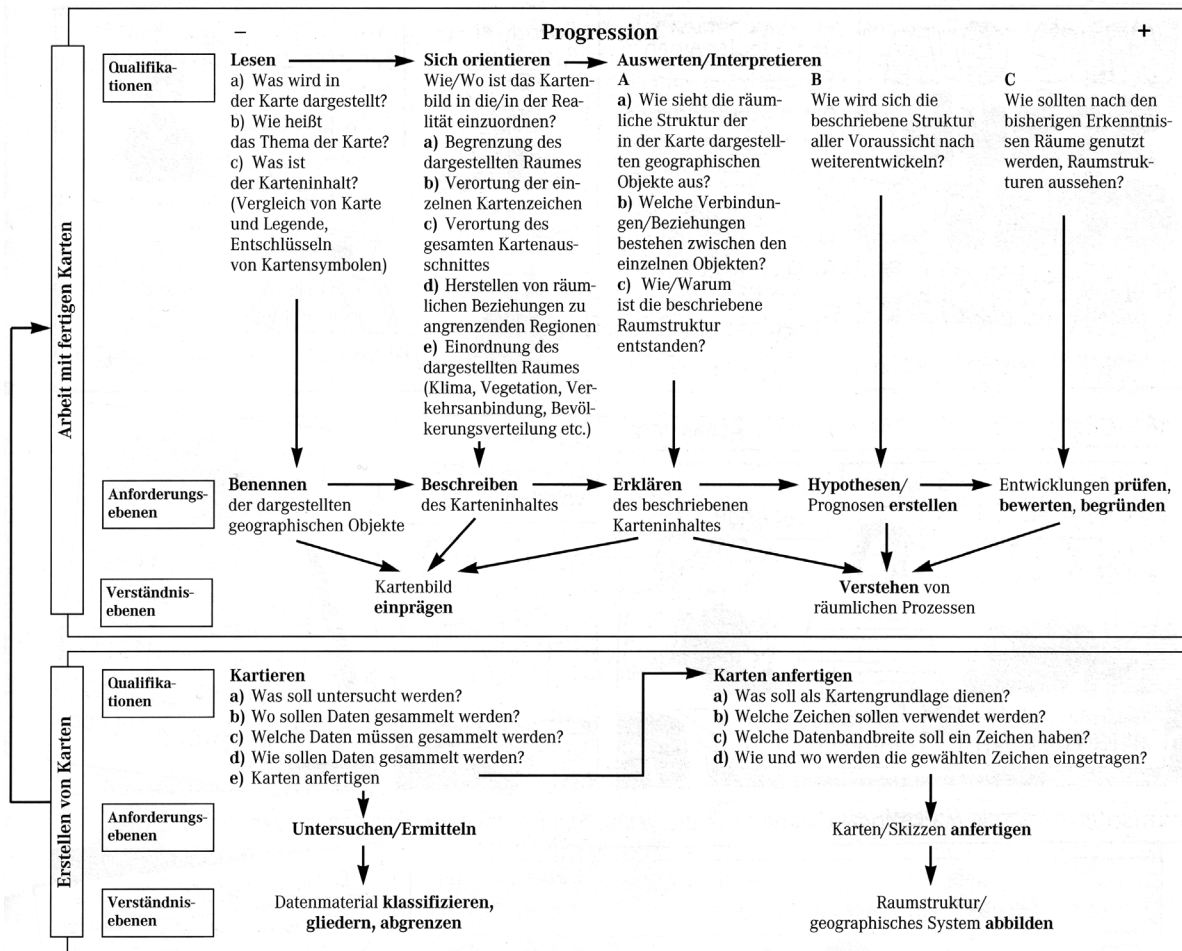 – Progression +
Arbeit mit fertigen Karten
Qualifika-
tionen
Lesen
a) Was wird in
der Karte dargestellt?
b) Wie heißt
das Thema der Karte?
c) Was ist
der Karteninhalt?
(Vergleich von Karte
und Legende,
Entschlüsseln
von Kartensymbolen)
Sich orientieren
Wie/Wo ist das Karten-
bild in die/in der Rea-
lität einzuordnen?
a) Begrenzung des
dargestellten Raumes
b) Verortung der ein-
zelnen Kartenzeichen
c) Verortung des
gesamten Kartenaus-
schnittes
d) Herstellen von räum-
lichen Beziehungen zu
angrenzenden Regionen
e) Einordnung des
dargestellten Raumes
(Klima, Vegetation, Ver-
kehrsanbindung, Bevöl-
kerungsverteilung etc.)
Auswerten/Interpretieren
A
a) Wie sieht die räum-
liche Struktur der
in der Karte dargestell-
ten geographischen
Objekte aus?
b) Welche Verbindun-
gen/Beziehungen
bestehen zwischen den
einzelnen Objekten?
c) Wie/Warum
ist die beschriebene
Raumstruktur
entstanden?
B
Wie wird sich die
beschriebene Struktur
aller Voraussicht nach
weiterentwickeln?
C
Wie sollten nach den
bisherigen Erkenntnis-
sen Räume genutzt
werden, Raumstruk-
turen aussehen?
Anforderungs-
ebenen
Benennen
der dargestellten
geographischen Objekte
Beschreiben
des Karteninhaltes
Erklären
des beschriebenen
Karteninhaltes
Hypothesen/
Prognosen erstellen
Entwicklungen prüfen,
bewerten, begründen
Verständnis-
ebenen
Kartenbild
einprägen
Verstehen von
räumlichen Prozessen
Erstellen von Karten
Qualifika-
tionen
Kartieren
a) Was soll untersucht werden?
b) Wo sollen Daten gesammelt werden?
c) Welche Daten müssen gesammelt werden?
d) Wie sollen Daten gesammelt werden?
e) Karten anfertigen
Karten anfertigen
a) Was soll als Kartengrundlage dienen?
b) Welche Zeichen sollen verwendet werden?
c) Welche Datenbandbreite soll ein Zeichen haben?
d) Wie und wo werden die gewählten Zeichen eingetragen?
Anforderungs-
ebenen
Untersuchen/Ermitteln
Karten/Skizzen anfertigen
Verständnis-
ebenen
Datenmaterial klassifizieren,
gliedern, abgrenzen
Raumstruktur/
geographisches System abbilden